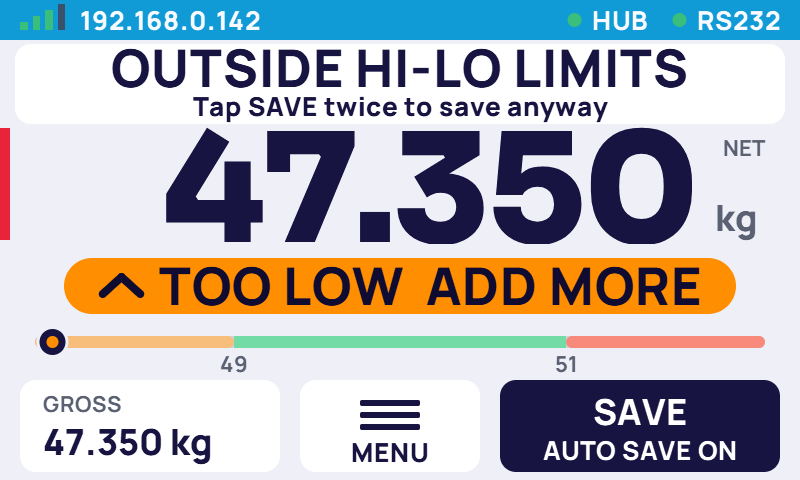 192.168.0.142 HUB RS232
OUTSIDE HI-LO LIMITS
Tap SAVE twice to save anyway
47.350 NET
kg
TOO LOW ADD MORE
49 51
GROSS
47.350 kg
MENU
SAVE
AUTO SAVE ON